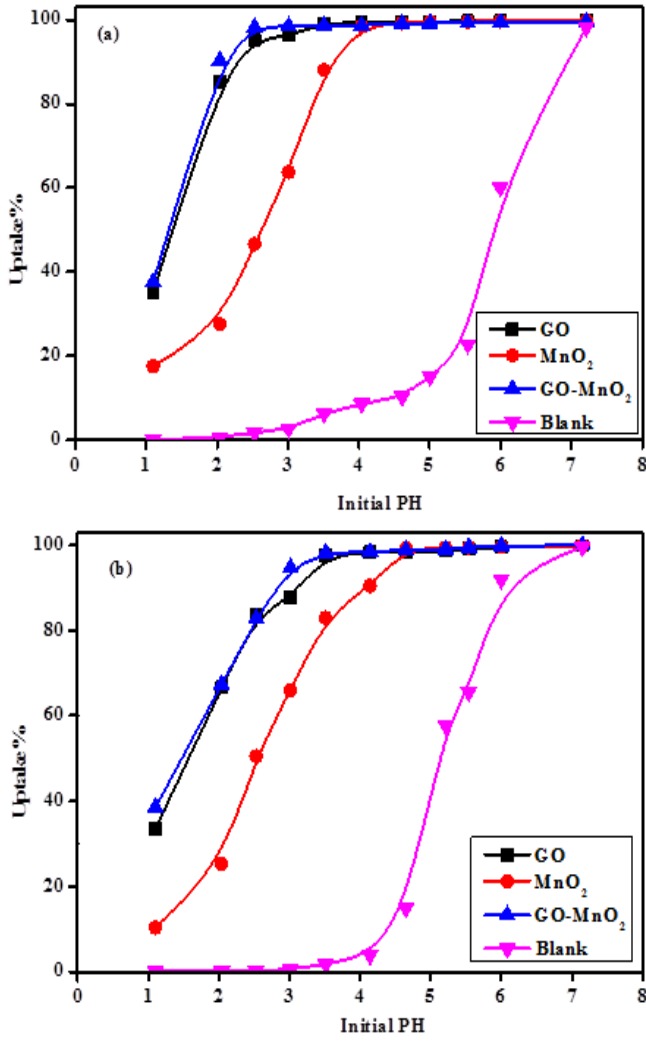 100
(a)
80
60
Uptake%
40
GO
MnO₂
20
GO-MnO₂
Blank
0
0 1 2 3 4 5 6 7 8
Initial PH
100
(b)
80
60
Uptake%
40
GO
MnO₂
20
GO-MnO₂
Blank
0
0 1 2 3 4 5 6 7 8
Initial PH